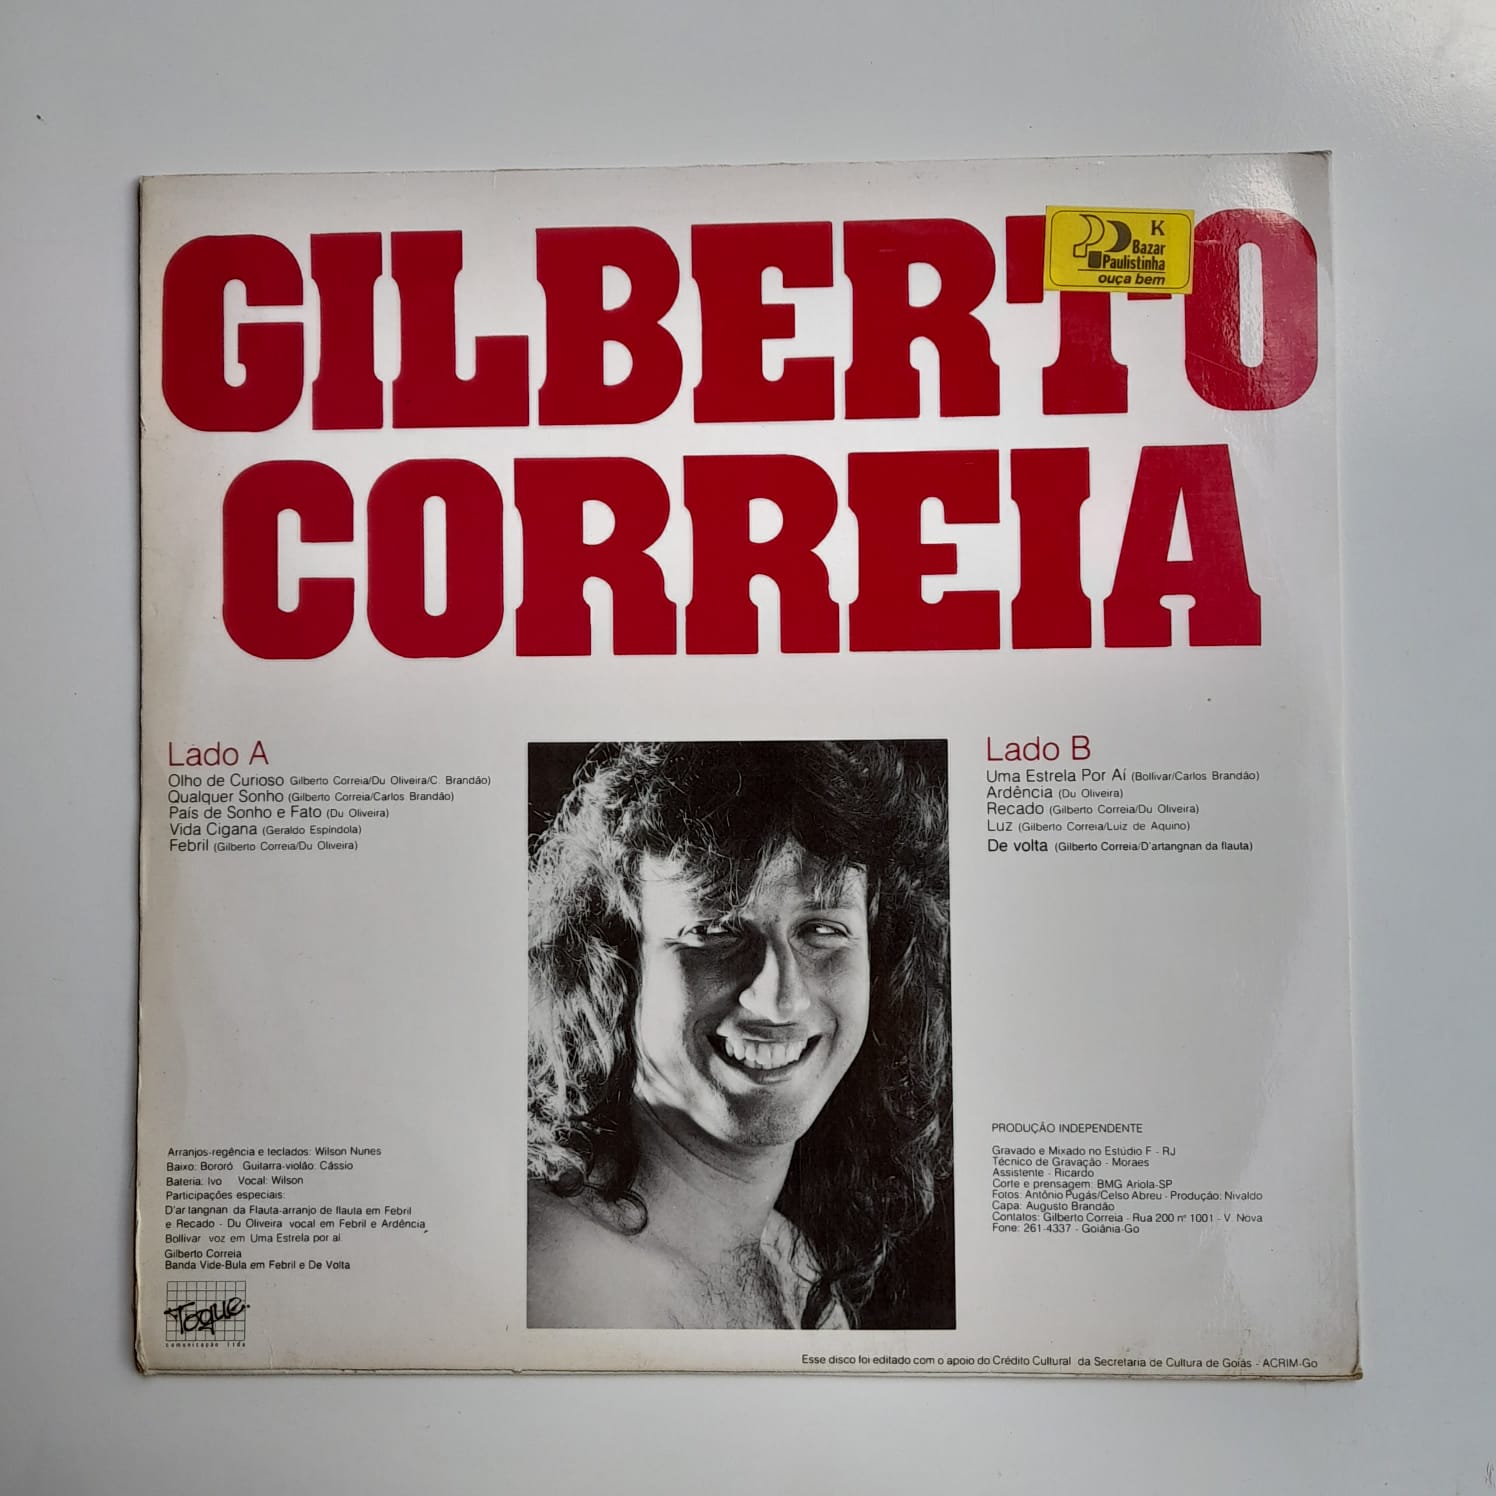 GILBERTO
K
Bazar
Paulistinha
ouça bem
CORREIA
Lado A
Olho de Curioso Gilberto Correia/Du Oliveira/C. Brandão)
Qualquer Sonho (Gilberto Correia/Carlos Brandão)
País de Sonho e Fato (Du Oliveira)
Vida Cigana (Geraldo Espíndola)
Febril (Gilberto Correia/Du Oliveira)
Lado B
Uma Estrela Por Aí (Bollivar/Carlos Brandão)
Ardência (Du Oliveira)
Recado (Gilberto Correia/Du Oliveira)
Luz (Gilberto Correia/Luiz de Aquino)
De volta (Gilberto Correia/D'artangnan da flauta)
Arranjos-regência e teclados: Wilson Nunes
Baixo: Bororó Guitarra-violão: Cássio
Bateria: Ivo Vocal: Wilson
Participações especiais:
D'ar tangnan da Flauta-arranjo de flauta em Febril
e Recado - Du Oliveira vocal em Febril e Ardência
Bollivar voz em Uma Estrela por aí
Gilberto Correia
Banda Vide-Bula em Febril e De Volta
Toque
comunicação ltda
PRODUÇÃO INDEPENDENTE
Gravado e Mixado no Estúdio F - RJ
Técnico de Gravação - Moraes
Assistente - Ricardo
Corte e prensagem: BMG Ariola-SP
Fotos: Antônio Pugás/Celso Abreu - Produção: Nivaldo
Capa: Augusto Brandão
Contatos: Gilberto Correia - Rua 200 nº 1001 - V. Nova
Fone: 261-4337 - Goiânia-Go
Esse disco foi editado com o apoio do Crédito Cultural da Secretaria de Cultura de Goiás - ACRIM-Go